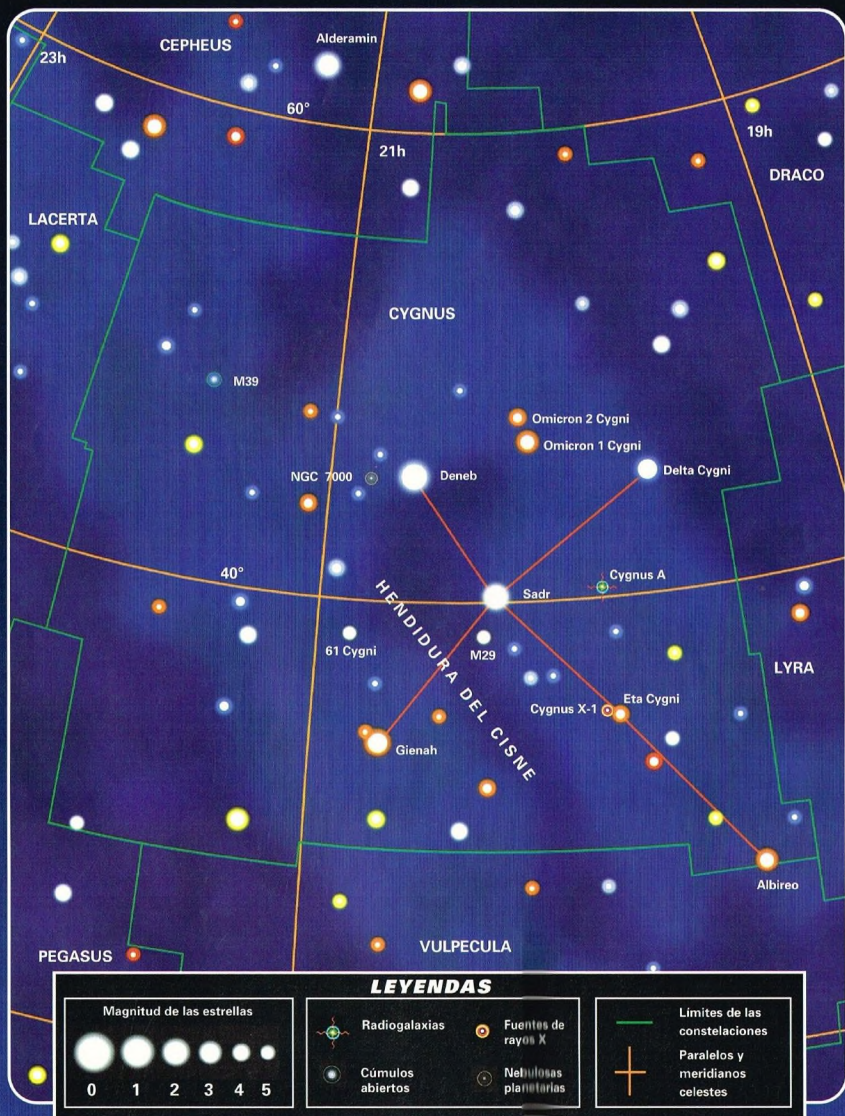 CEPHEUS
Alderamin
23h
60°
19h
21h
DRACO
LACERTA
CYGNUS
M39
Omicron 2 Cygni
Omicron 1 Cygni
NGC 7000
Deneb
Delta Cygni
40°
Cygnus A
Sadr
HENDIDURA DEL CISNE
61 Cygni
M29
LYRA
Cygnus X-1
Eta Cygni
Gienah
Albireo
VULPECULA
PEGASUS
LEYENDAS
Magnitud de las estrellas
0 1 2 3 4 5
Radiogalaxias
Cúmulos
abiertos
Fuentes de
rayos X
Nebulosas
planetarias
Límites de las
constelaciones
Paralelos y
meridianos
celestes